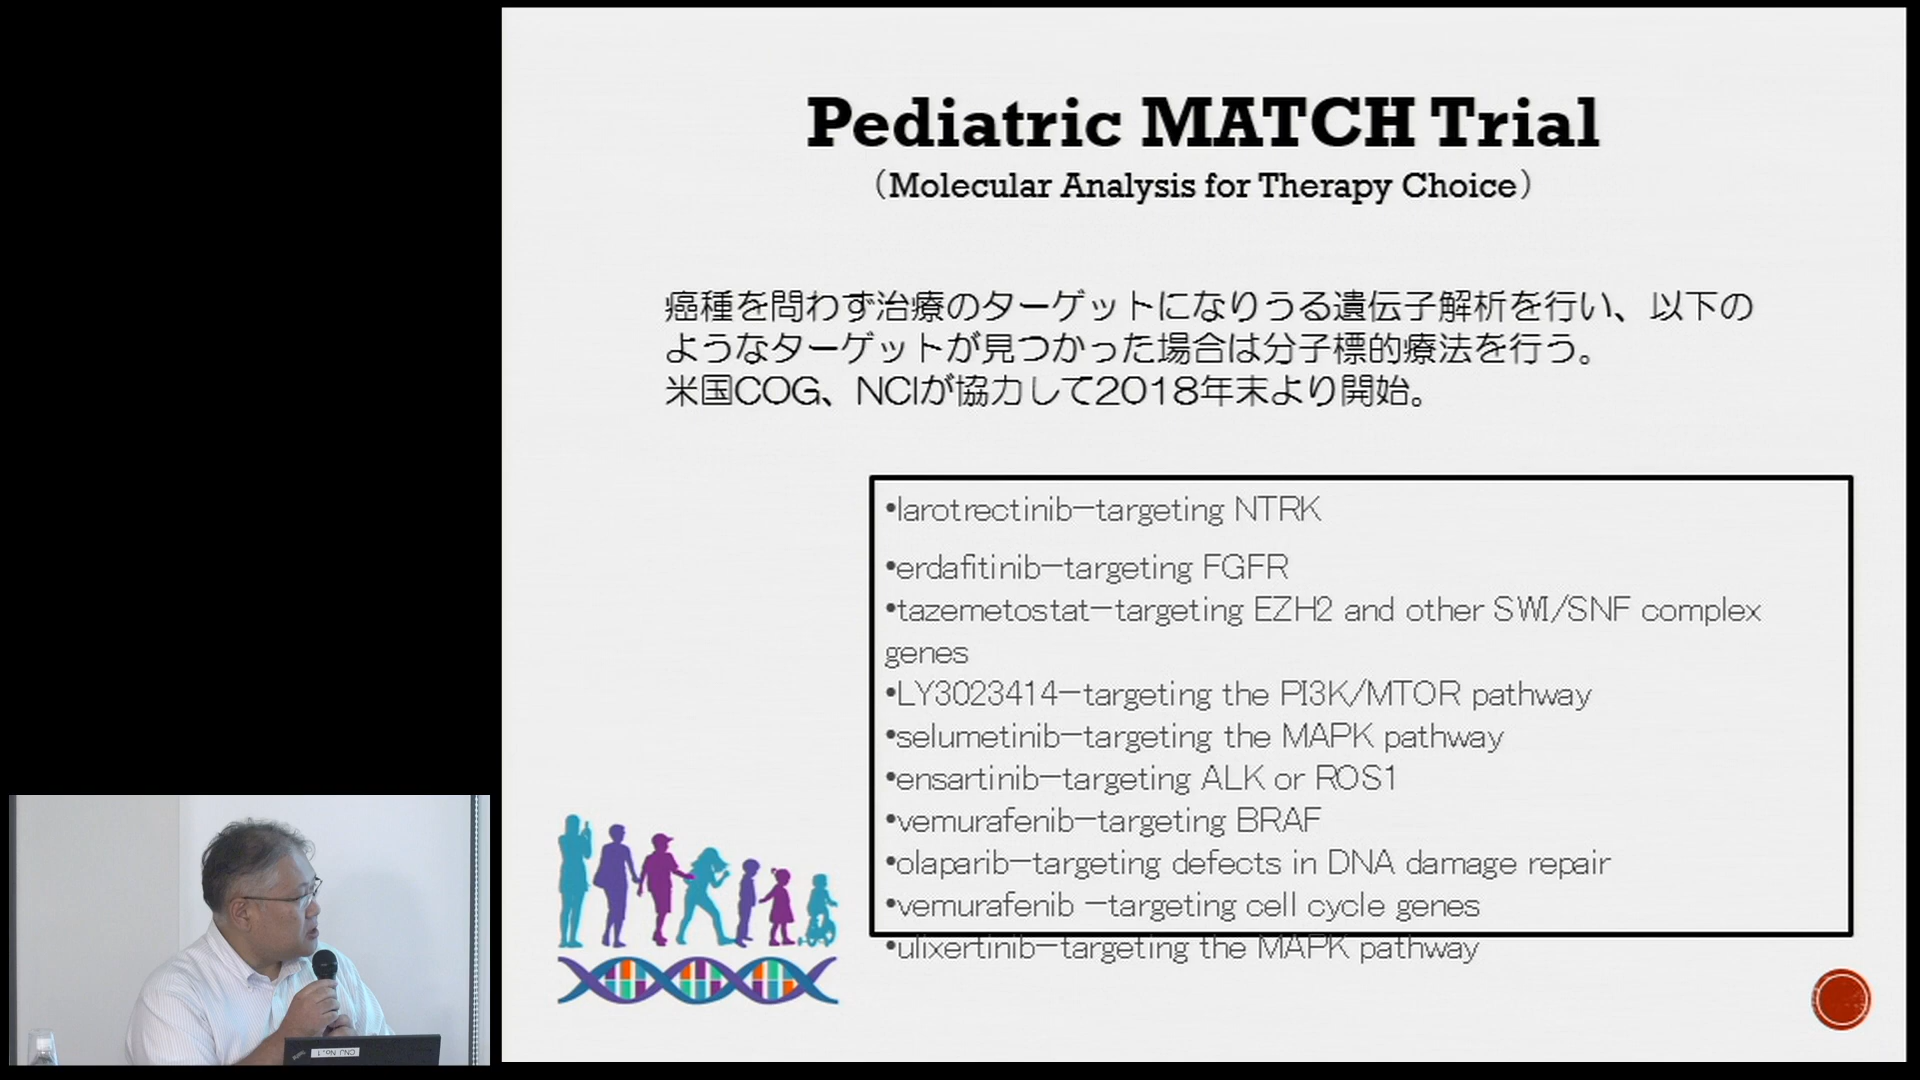 Pediatric MATCH Trial
（Molecular Analysis for Therapy Choice）
癌種を問わず治療のターゲットになりうる遺伝子解析を行い、以下の
ようなターゲットが見つかった場合は分子標的療法を行う。
米国COG、NCIが協力して2018年末より開始。
•larotrectinib—targeting NTRK
•erdafitinib—targeting FGFR
•tazemetostat—targeting EZH2 and other SWI/SNF complex
genes
•LY3023414—targeting the PI3K/MTOR pathway
•selumetinib—targeting the MAPK pathway
•ensartinib—targeting ALK or ROS1
•vemurafenib—targeting BRAF
•olaparib—targeting defects in DNA damage repair
•vemurafenib —targeting cell cycle genes
•ulixertinib—targeting the MAPK pathway
CNJ No.1